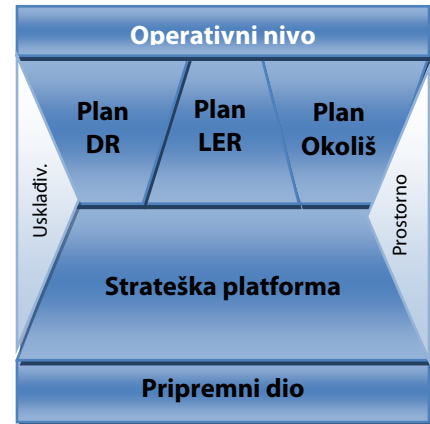 Operativni nivo
Plan
DR
Plan
LER
Plan
Okoliš
Usklađiv.
Prostorno
Strateška platforma
Pripremni dio